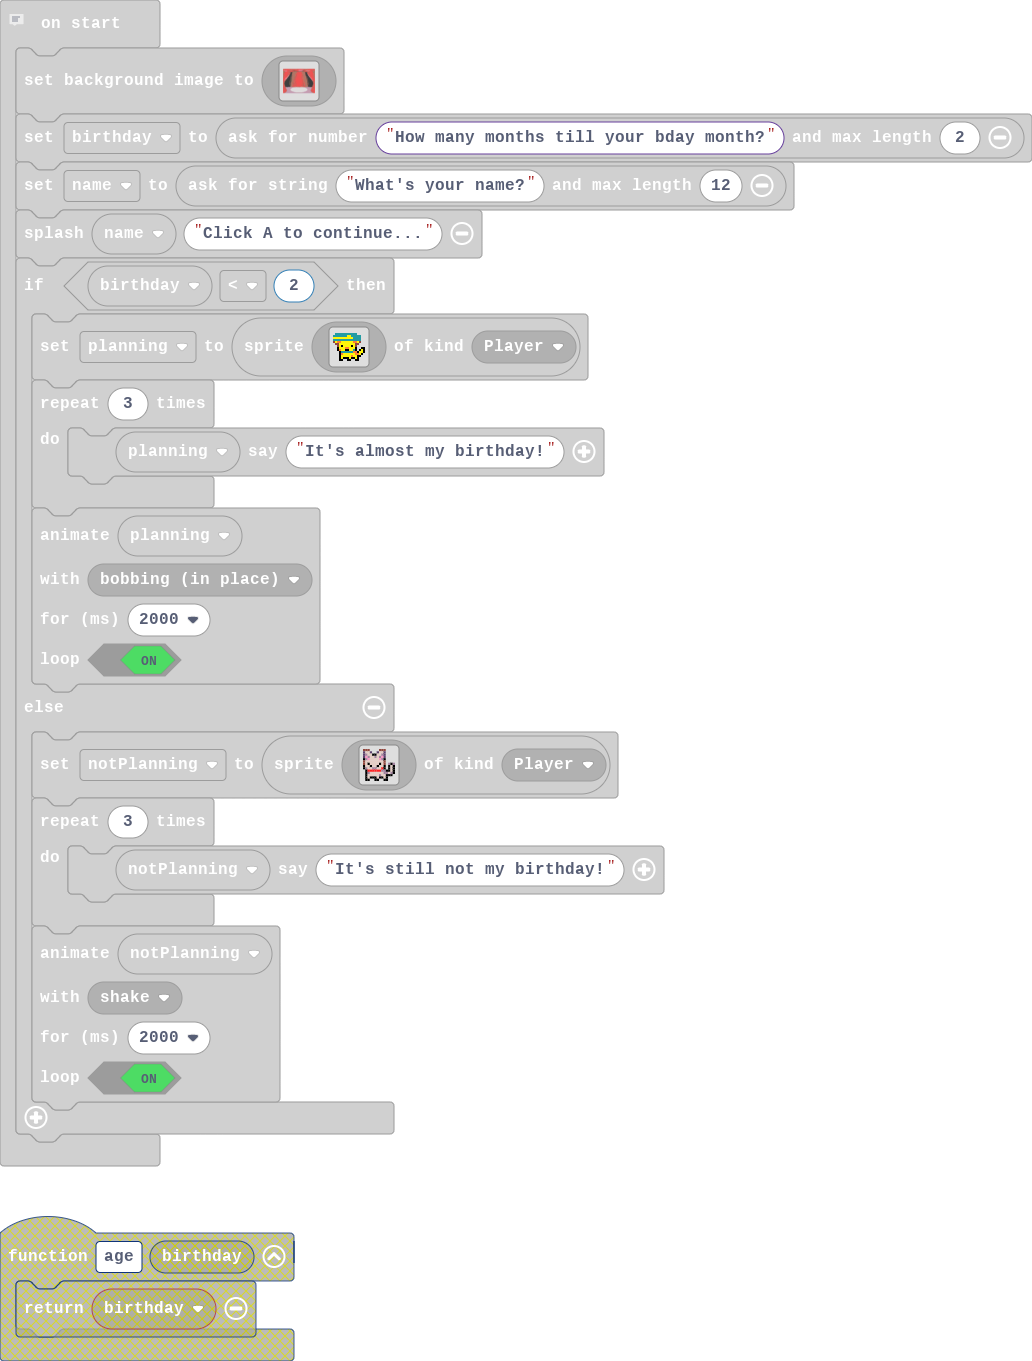 on start
set background image to
set birthday to ask for number "How many months till your bday month?" and max length 2
set name to ask for string "What's your name?" and max length 12
splash name "Click A to continue..."
if birthday < 2 then
set planning to sprite of kind Player
repeat 3 times
do planning say "It's almost my birthday!"
animate planning
with bobbing (in place)
for (ms) 2000
loop ON
else
set notPlanning to sprite of kind Player
repeat 3 times
do notPlanning say "It's still not my birthday!"
animate notPlanning
with shake
for (ms) 2000
loop ON
function age birthday
return birthday